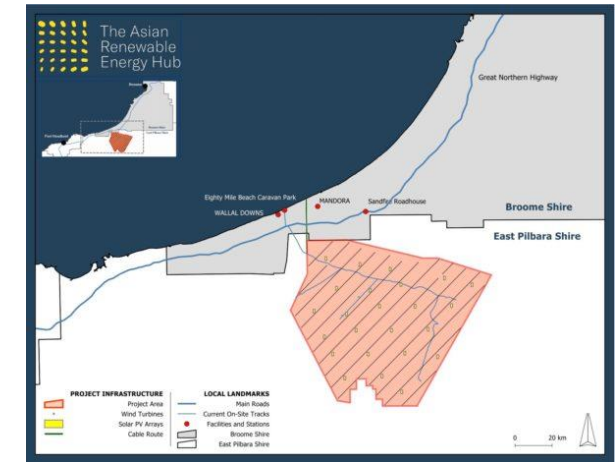 The Asian
Renewable
Energy Hub
Great Northern Highway
Eighty Mile Beach Caravan Park
MANDORA
Sandfire Roadhouse
WALLAL DOWNS
Broome Shire
East Pilbara Shire
PROJECT INFRASTRUCTURE
Project Area
Wind Turbines
Solar PV Arrays
Cable Route
LOCAL LANDMARKS
Main Roads
Current On-Site Tracks
Facilities and Stations
Broome Shire
East Pilbara Shire
0 20 km